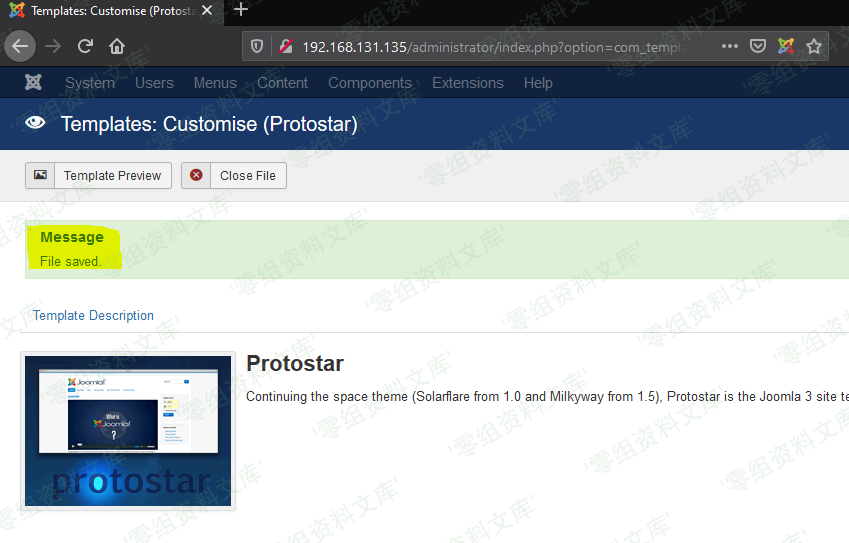 Templates: Customise (Protosta
192.168.131.135/administrator/index.php?option=com_templa
System Users Menus Content Components Extensions Help
Templates: Customise (Protostar)
Template Preview Close File
Message
File saved.
Template Description
Protostar
Continuing the space theme (Solarflare from 1.0 and Milkyway from 1.5), Protostar is the Joomla 3 site te
Joomla!
What is
Joomla!
?
protostar
'零组资料文库'